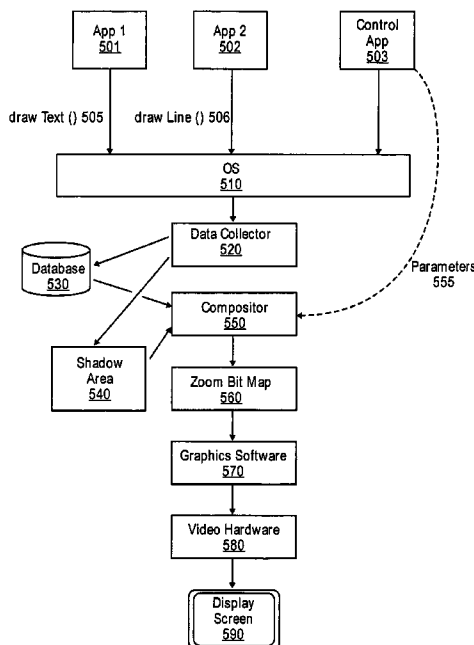 App 1
501
App 2
502
Control
App
503
draw Text () 505
draw Line () 506
OS
510
Data Collector
520
Database
530
Parameters
555
Compositor
550
Shadow
Area
540
Zoom Bit Map
560
Graphics Software
570
Video Hardware
580
Display
Screen
590